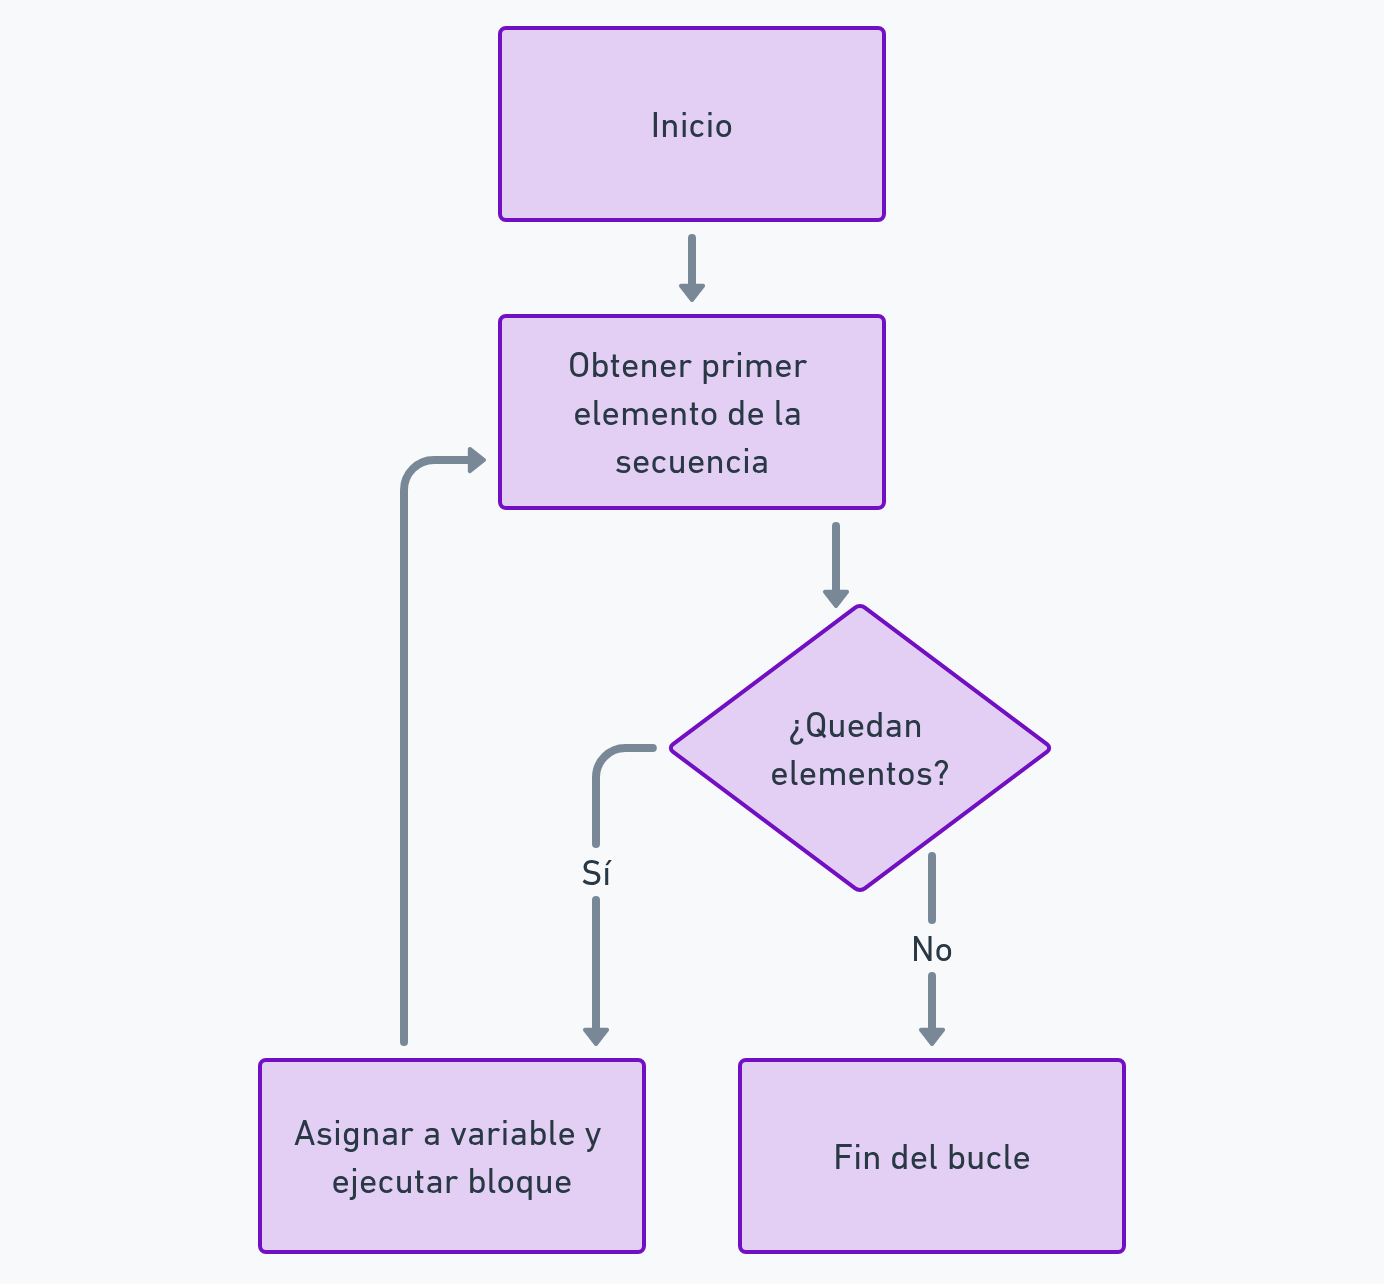 Inicio
Obtener primer
elemento de la
secuencia
¿Quedan
elementos?
Sí
No
Asignar a variable y
ejecutar bloque
Fin del bucle